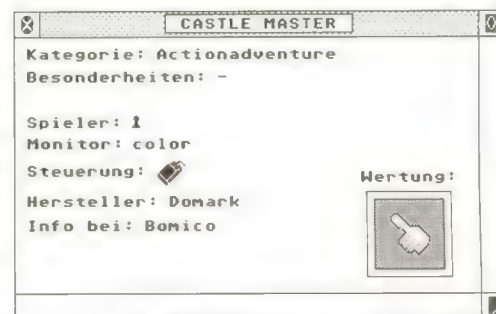 CASTLE MASTER
Kategorie: Actionadventure
Besonderheiten: -
Spieler: 1
Monitor: color
Steuerung:
Wertung:
Hersteller: Domark
Info bei: Bomico